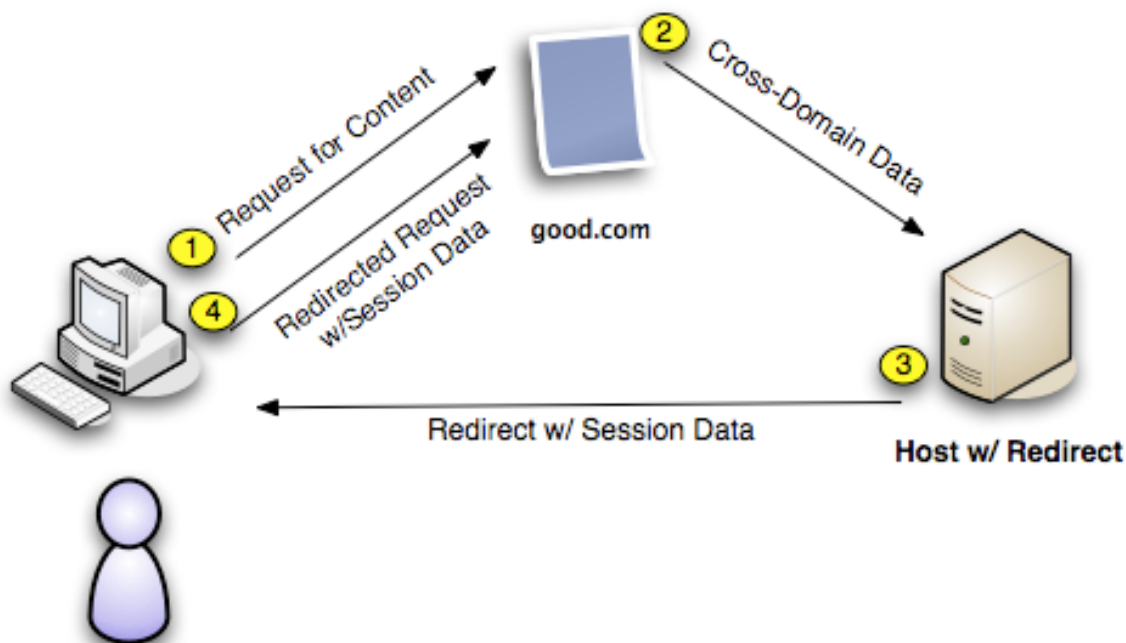 2
Cross-Domain Data
Request for Content
1
good.com
Redirected Request
w/Session Data
4
3
Redirect w/ Session Data
Host w/ Redirect